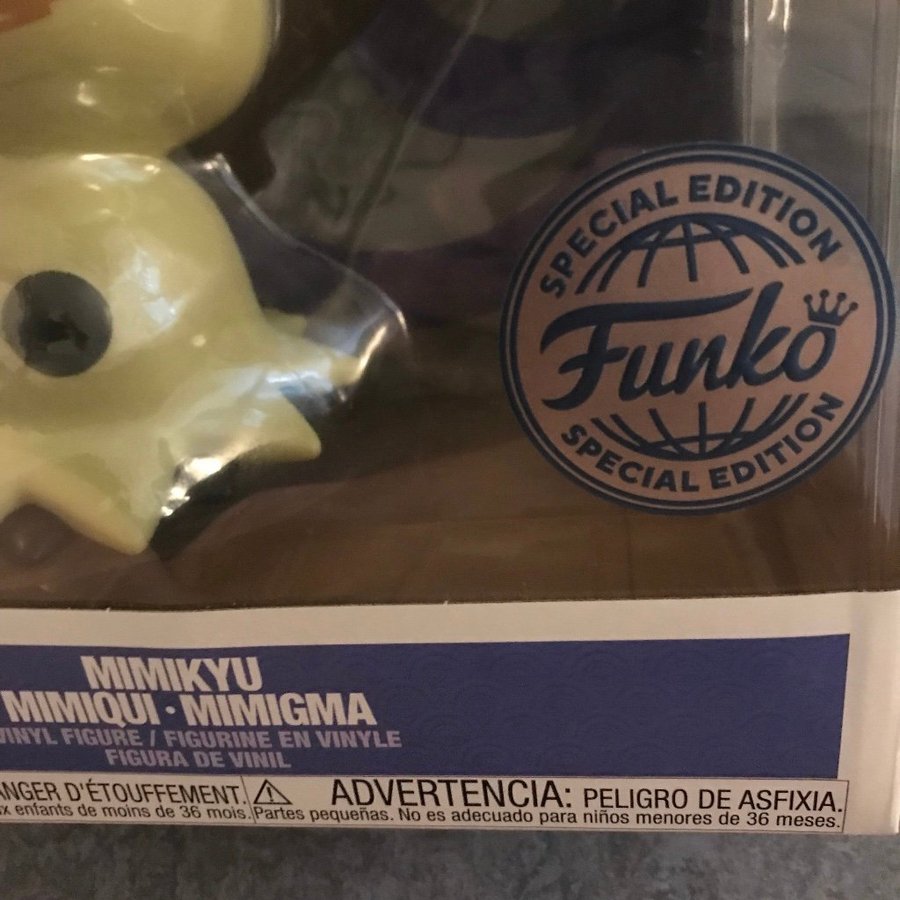 SPECIAL EDITION
Funko
SPECIAL EDITION
MIMIKYU
MIMIQUI · MIMIGMA
VINYL FIGURE / FIGURINE EN VINYLE
FIGURA DE VINIL
ANGER D'ÉTOUFFEMENT. ADVERTENCIA: PELIGRO DE ASFIXIA.
x enfants de moins de 36 mois. Partes pequeñas. No es adecuado para niños menores de 36 meses.